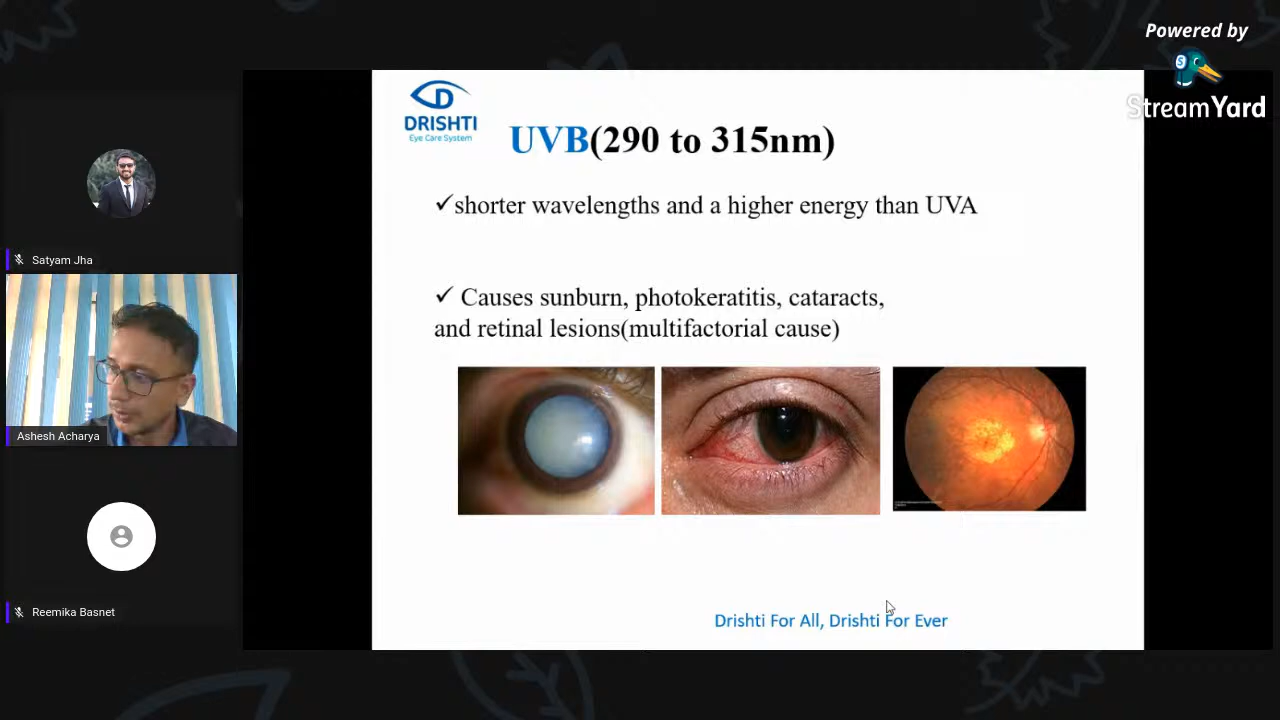 Powered by
StreamYard
DRISHTI
Eye Care System
UVB(290 to 315nm)
✓shorter wavelengths and a higher energy than UVA
✓ Causes sunburn, photokeratitis, cataracts,
and retinal lesions(multifactorial cause)
Drishti For All, Drishti For Ever
Satyam Jha
Ashesh Acharya
Reemika Basnet